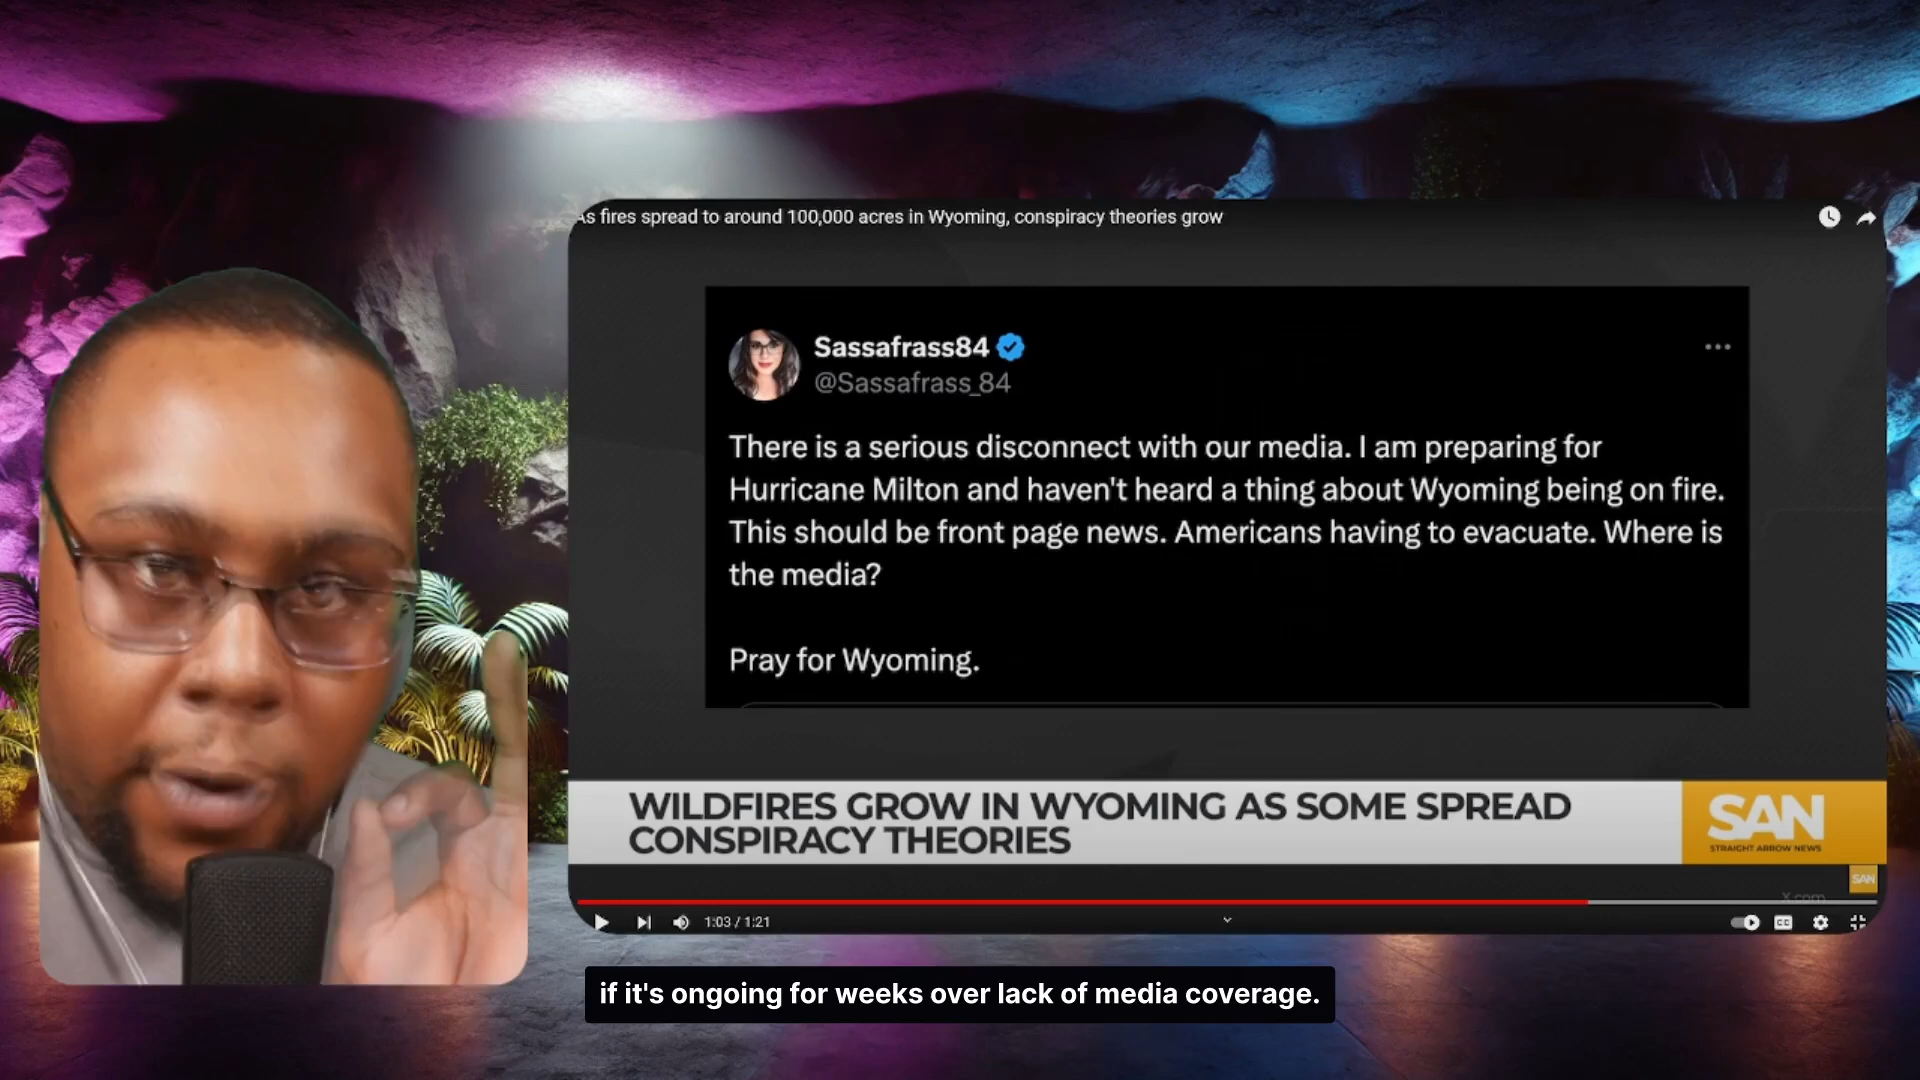 As fires spread to around 100,000 acres in Wyoming, conspiracy theories grow
Sassafrass84
@Sassafrass_84
There is a serious disconnect with our media. I am preparing for
Hurricane Milton and haven't heard a thing about Wyoming being on fire.
This should be front page news. Americans having to evacuate. Where is
the media?
Pray for Wyoming.
WILDFIRES GROW IN WYOMING AS SOME SPREAD
CONSPIRACY THEORIES
SAN
STRAIGHT ARROW NEWS
SAN
X.com
1:03 / 1:21
CC
if it's ongoing for weeks over lack of media coverage.